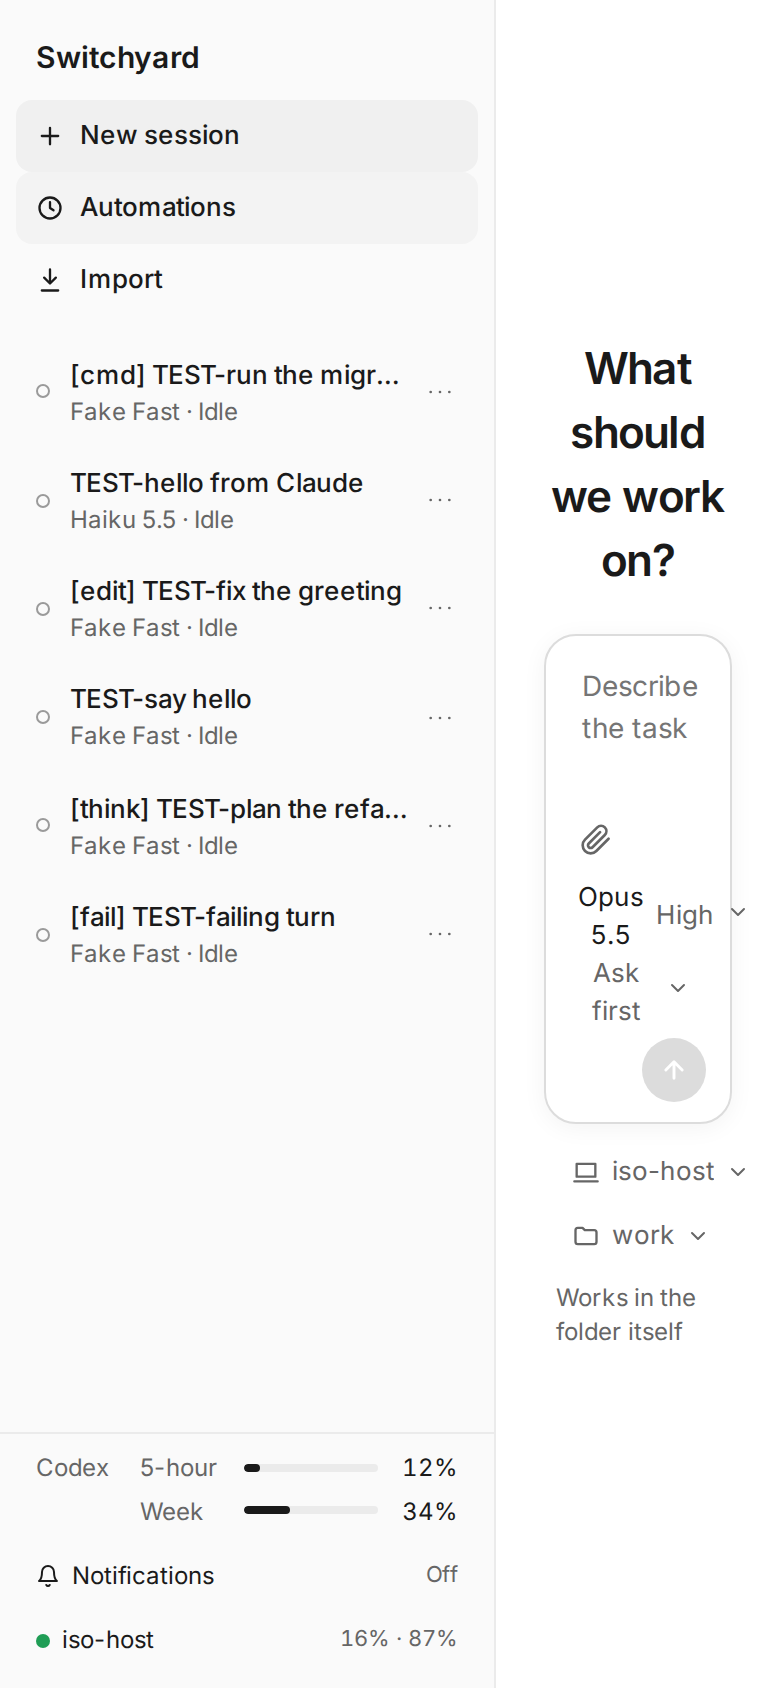 Switchyard
New session
Automations
Import
[cmd] TEST-run the migr...
Fake Fast · Idle
TEST-hello from Claude
Haiku 5.5 · Idle
[edit] TEST-fix the greeting
Fake Fast · Idle
TEST-say hello
Fake Fast · Idle
[think] TEST-plan the refa...
Fake Fast · Idle
[fail] TEST-failing turn
Fake Fast · Idle
Codex 5-hour 12%
Week 34%
Notifications Off
iso-host 16% · 87%
What
should
we work
on?
Describe
the task
Opus
5.5
High
Ask
first
iso-host
work
Works in the
folder itself